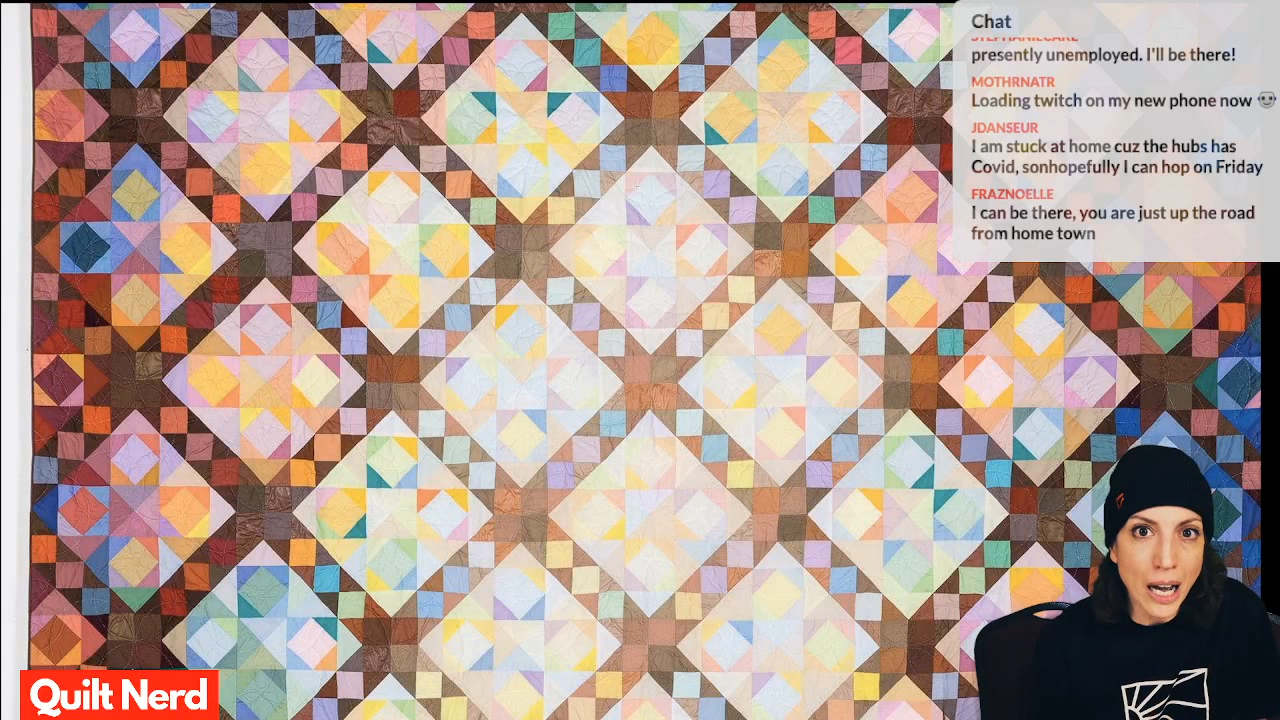 Chat
STEPHANIECARE
presently unemployed. I'll be there!
MOTHRNATR
Loading twitch on my new phone now
JDANSEUR
I am stuck at home cuz the hubs has
Covid, sonhopefully I can hop on Friday
FRAZNOELLE
I can be there, you are just up the road
from home town
Quilt Nerd